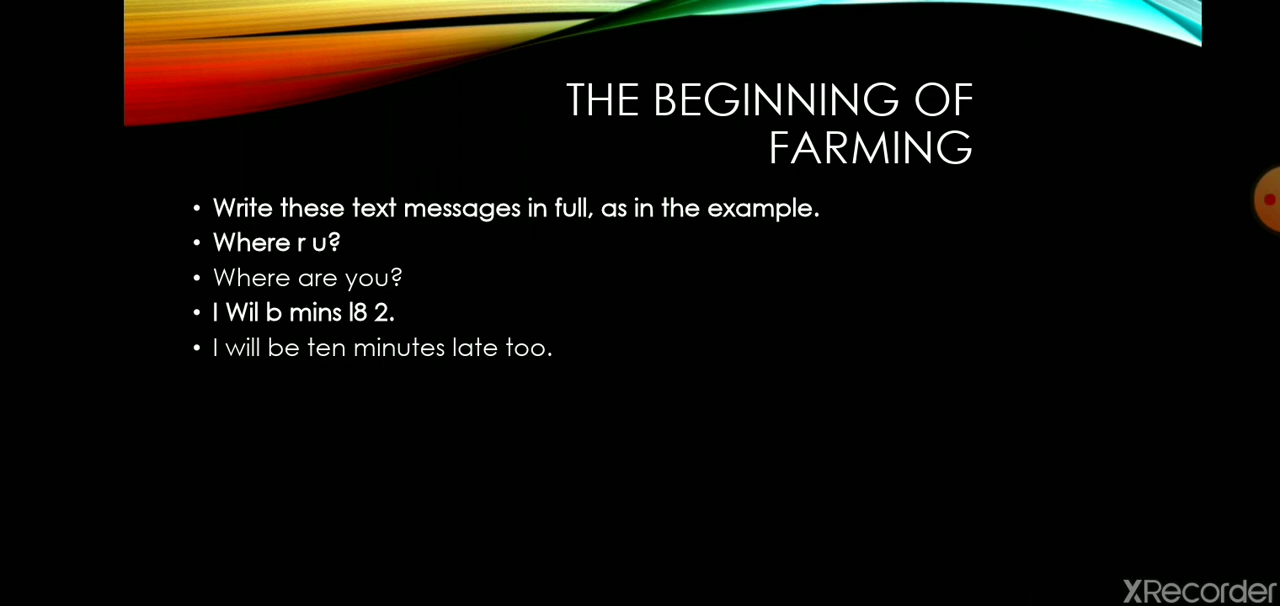 THE BEGINNING OF
FARMING
• Write these text messages in full, as in the example.
• Where r u?
• Where are you?
• I Wil b mins l8 2.
• I will be ten minutes late too.
XRecorder